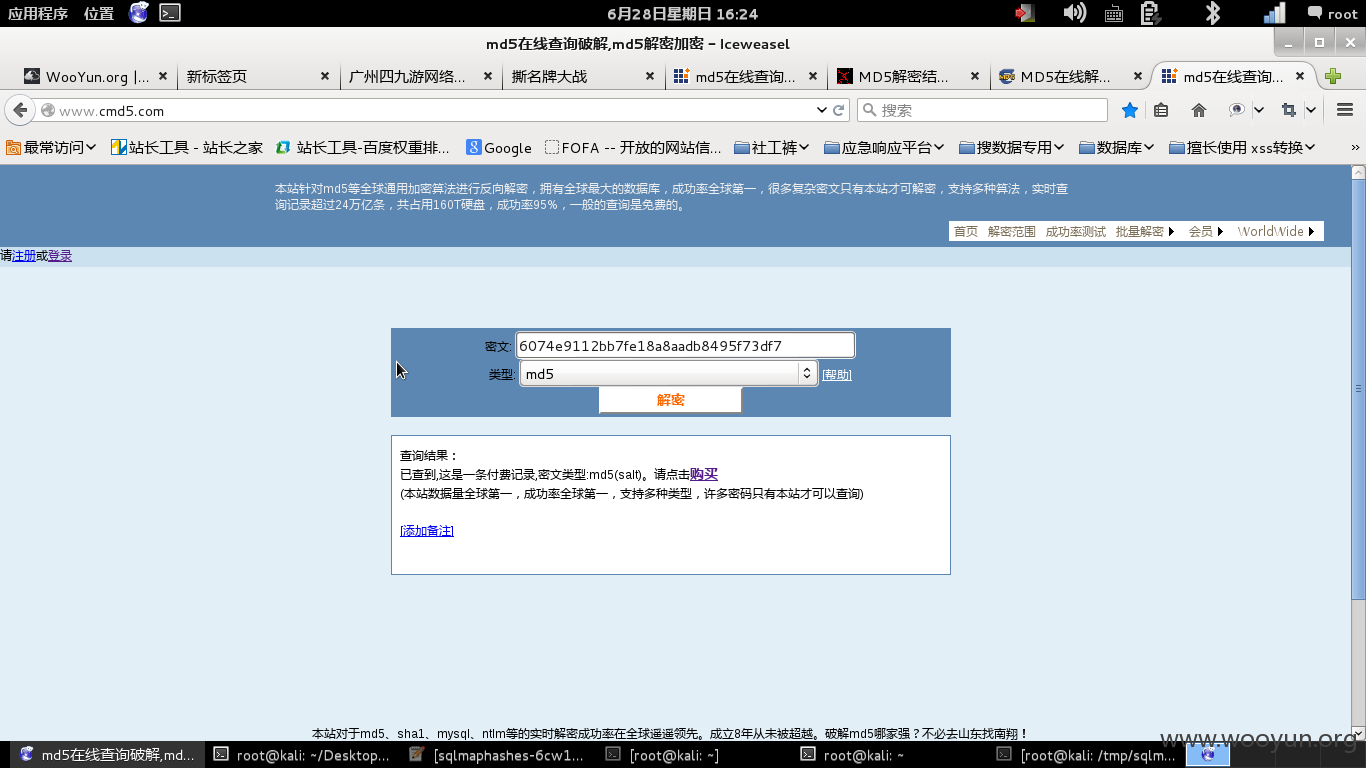 应用程序 位置 6月28日星期日 16:24 root
md5在线查询破解,md5解密加密 - Iceweasel
WooYun.org |... 新标签页 广州四九游网络... 撕名牌大战 md5在线查询... MD5解密结... MD5在线解... md5在线查询...
www.cmd5.com 搜索
最常访问 站长工具 - 站长之家 站长工具-百度权重排... Google FOFA -- 开放的网站信... 社工裤 应急响应平台 搜数据专用 数据库 擅长使用 xss转换 »
本站针对md5等全球通用加密算法进行反向解密，拥有全球最大的数据库，成功率全球第一，很多复杂密文只有本站才可解密，支持多种算法，实时查
询记录超过24万亿条，共占用160T硬盘，成功率95%，一般的查询是免费的。
首页 解密范围 成功率测试 批量解密 会员 WorldWide
请注册或登录
密文: 6074e9112bb7fe18a8aadb8495f73df7
类型: md5 [帮助]
解密
查询结果：
已查到,这是一条付费记录,密文类型:md5(salt)。请点击购买
(本站数据量全球第一，成功率全球第一，支持多种类型，许多密码只有本站才可以查询)
[添加备注]
本站对于md5、sha1、mysql、ntlm等的实时解密成功率在全球遥遥领先。成立8年从未被超越。破解md5哪家强？不必去山东找南翔！
www.wooyun.org
md5在线查询破解,md... root@kali: ~/Desktop... [sqlmaphashes-6cw1... [root@kali: ~] root@kali: ~ [root@kali: /tmp/sqlm...